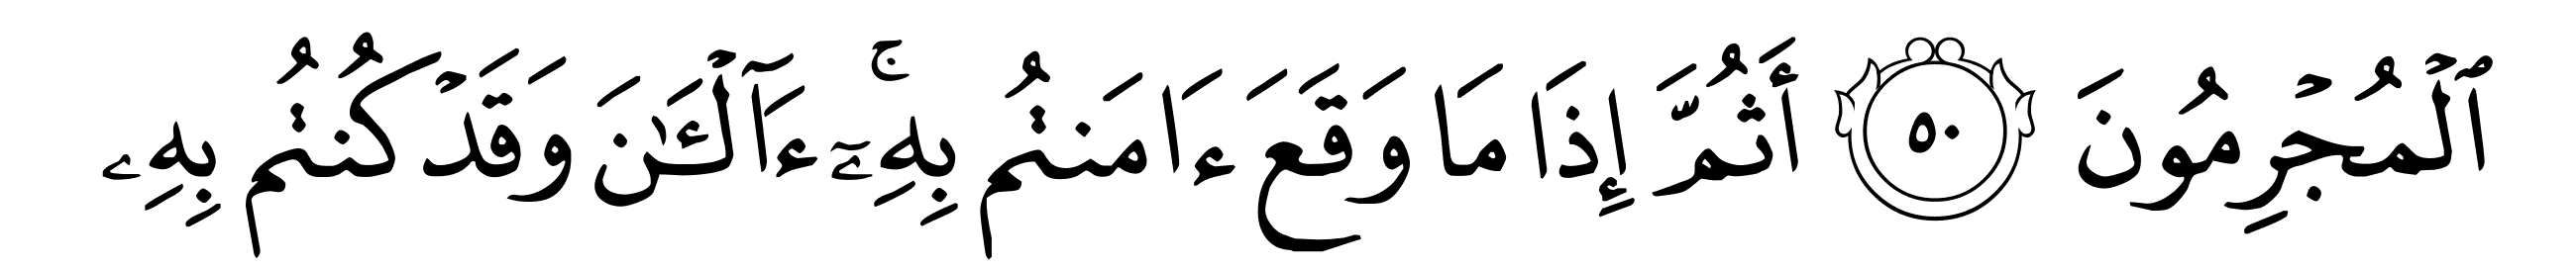 ٱلۡمُجۡرِمُونَ ٥٠ أَثُمَّ إِذَا مَا وَقَعَ ءَامَنتُم بِهِۦٓۚ ءَآلۡـَٰٔنَ وَقَدۡ كُنتُم بِهِۦ